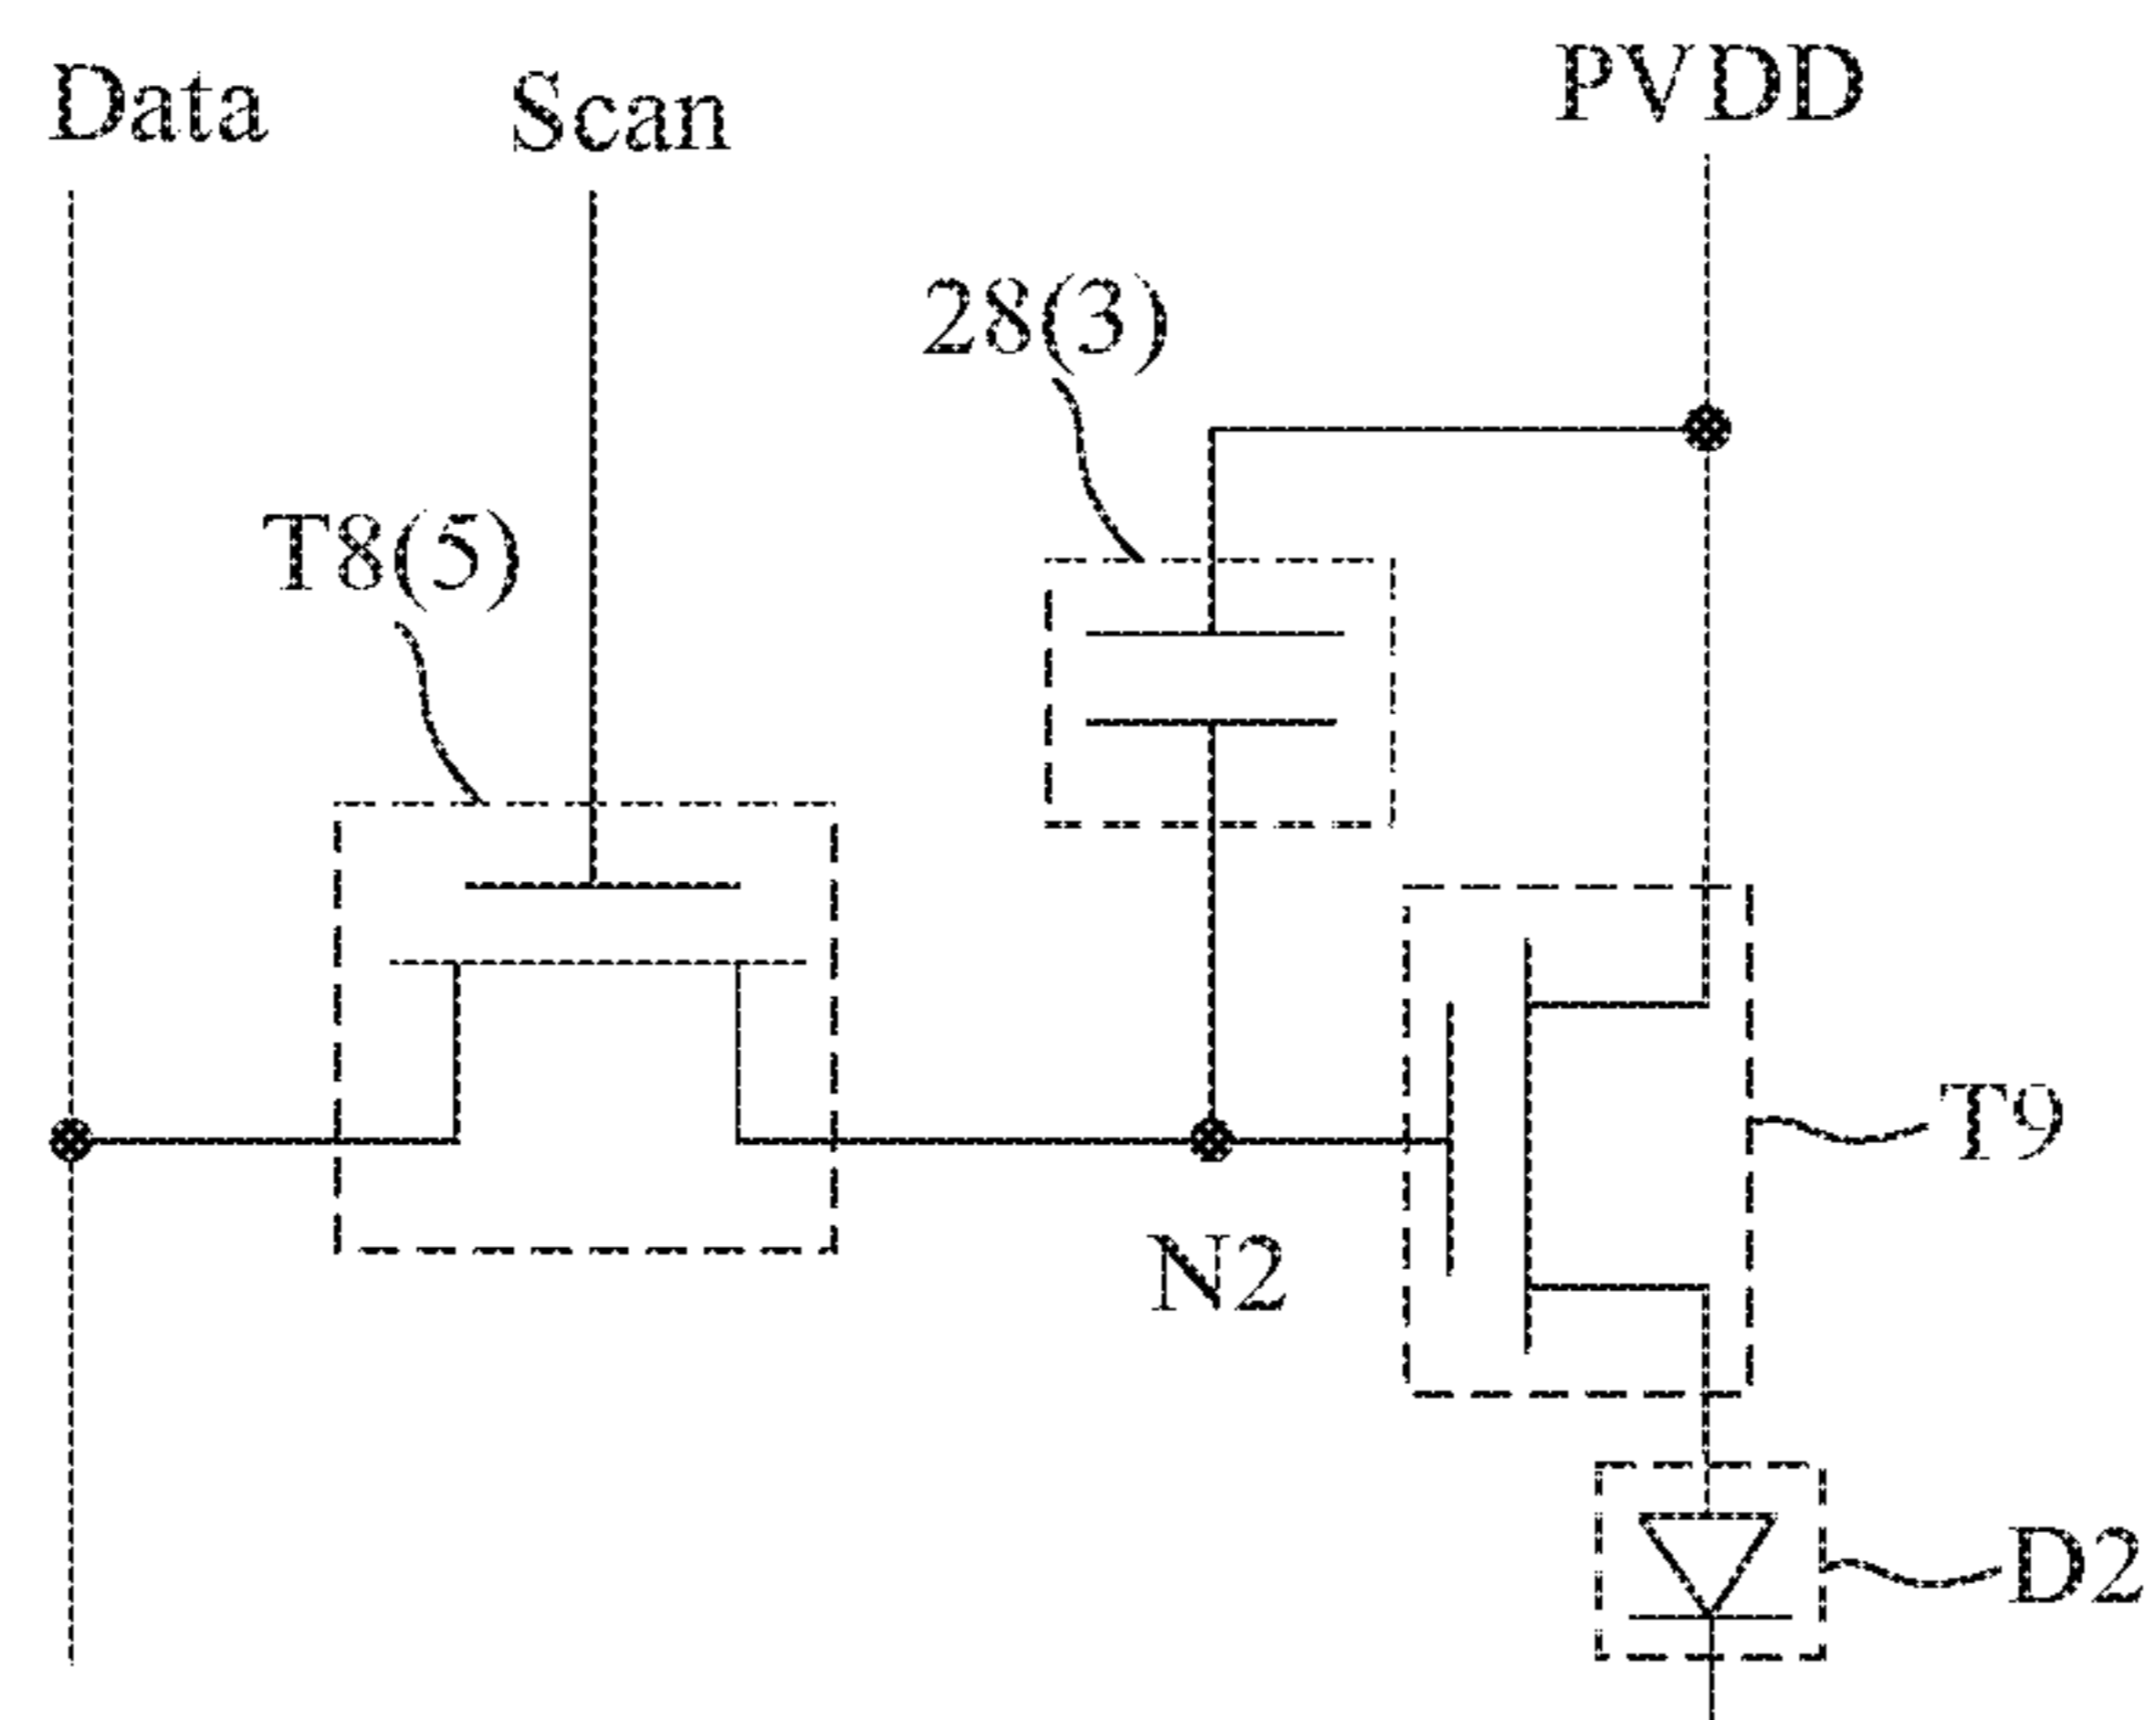 Data
Scan
PVDD
28(3)
T8(5)
T9
N2
D2